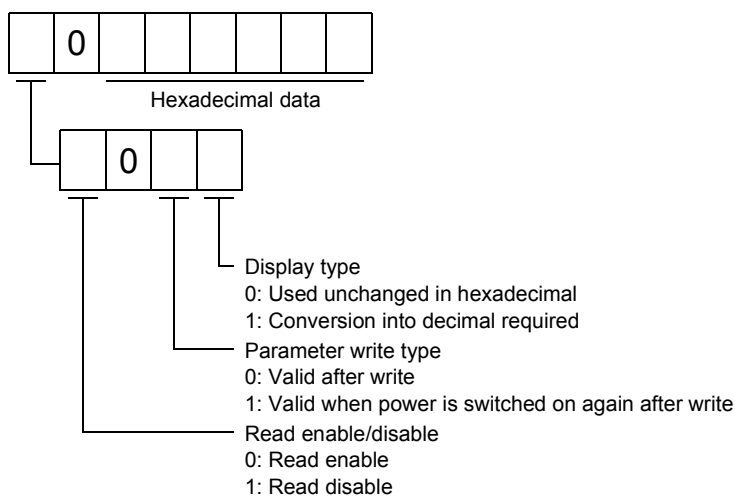 0
Hexadecimal data
0
Display type
0: Used unchanged in hexadecimal
1: Conversion into decimal required
Parameter write type
0: Valid after write
1: Valid when power is switched on again after write
Read enable/disable
0: Read enable
1: Read disable